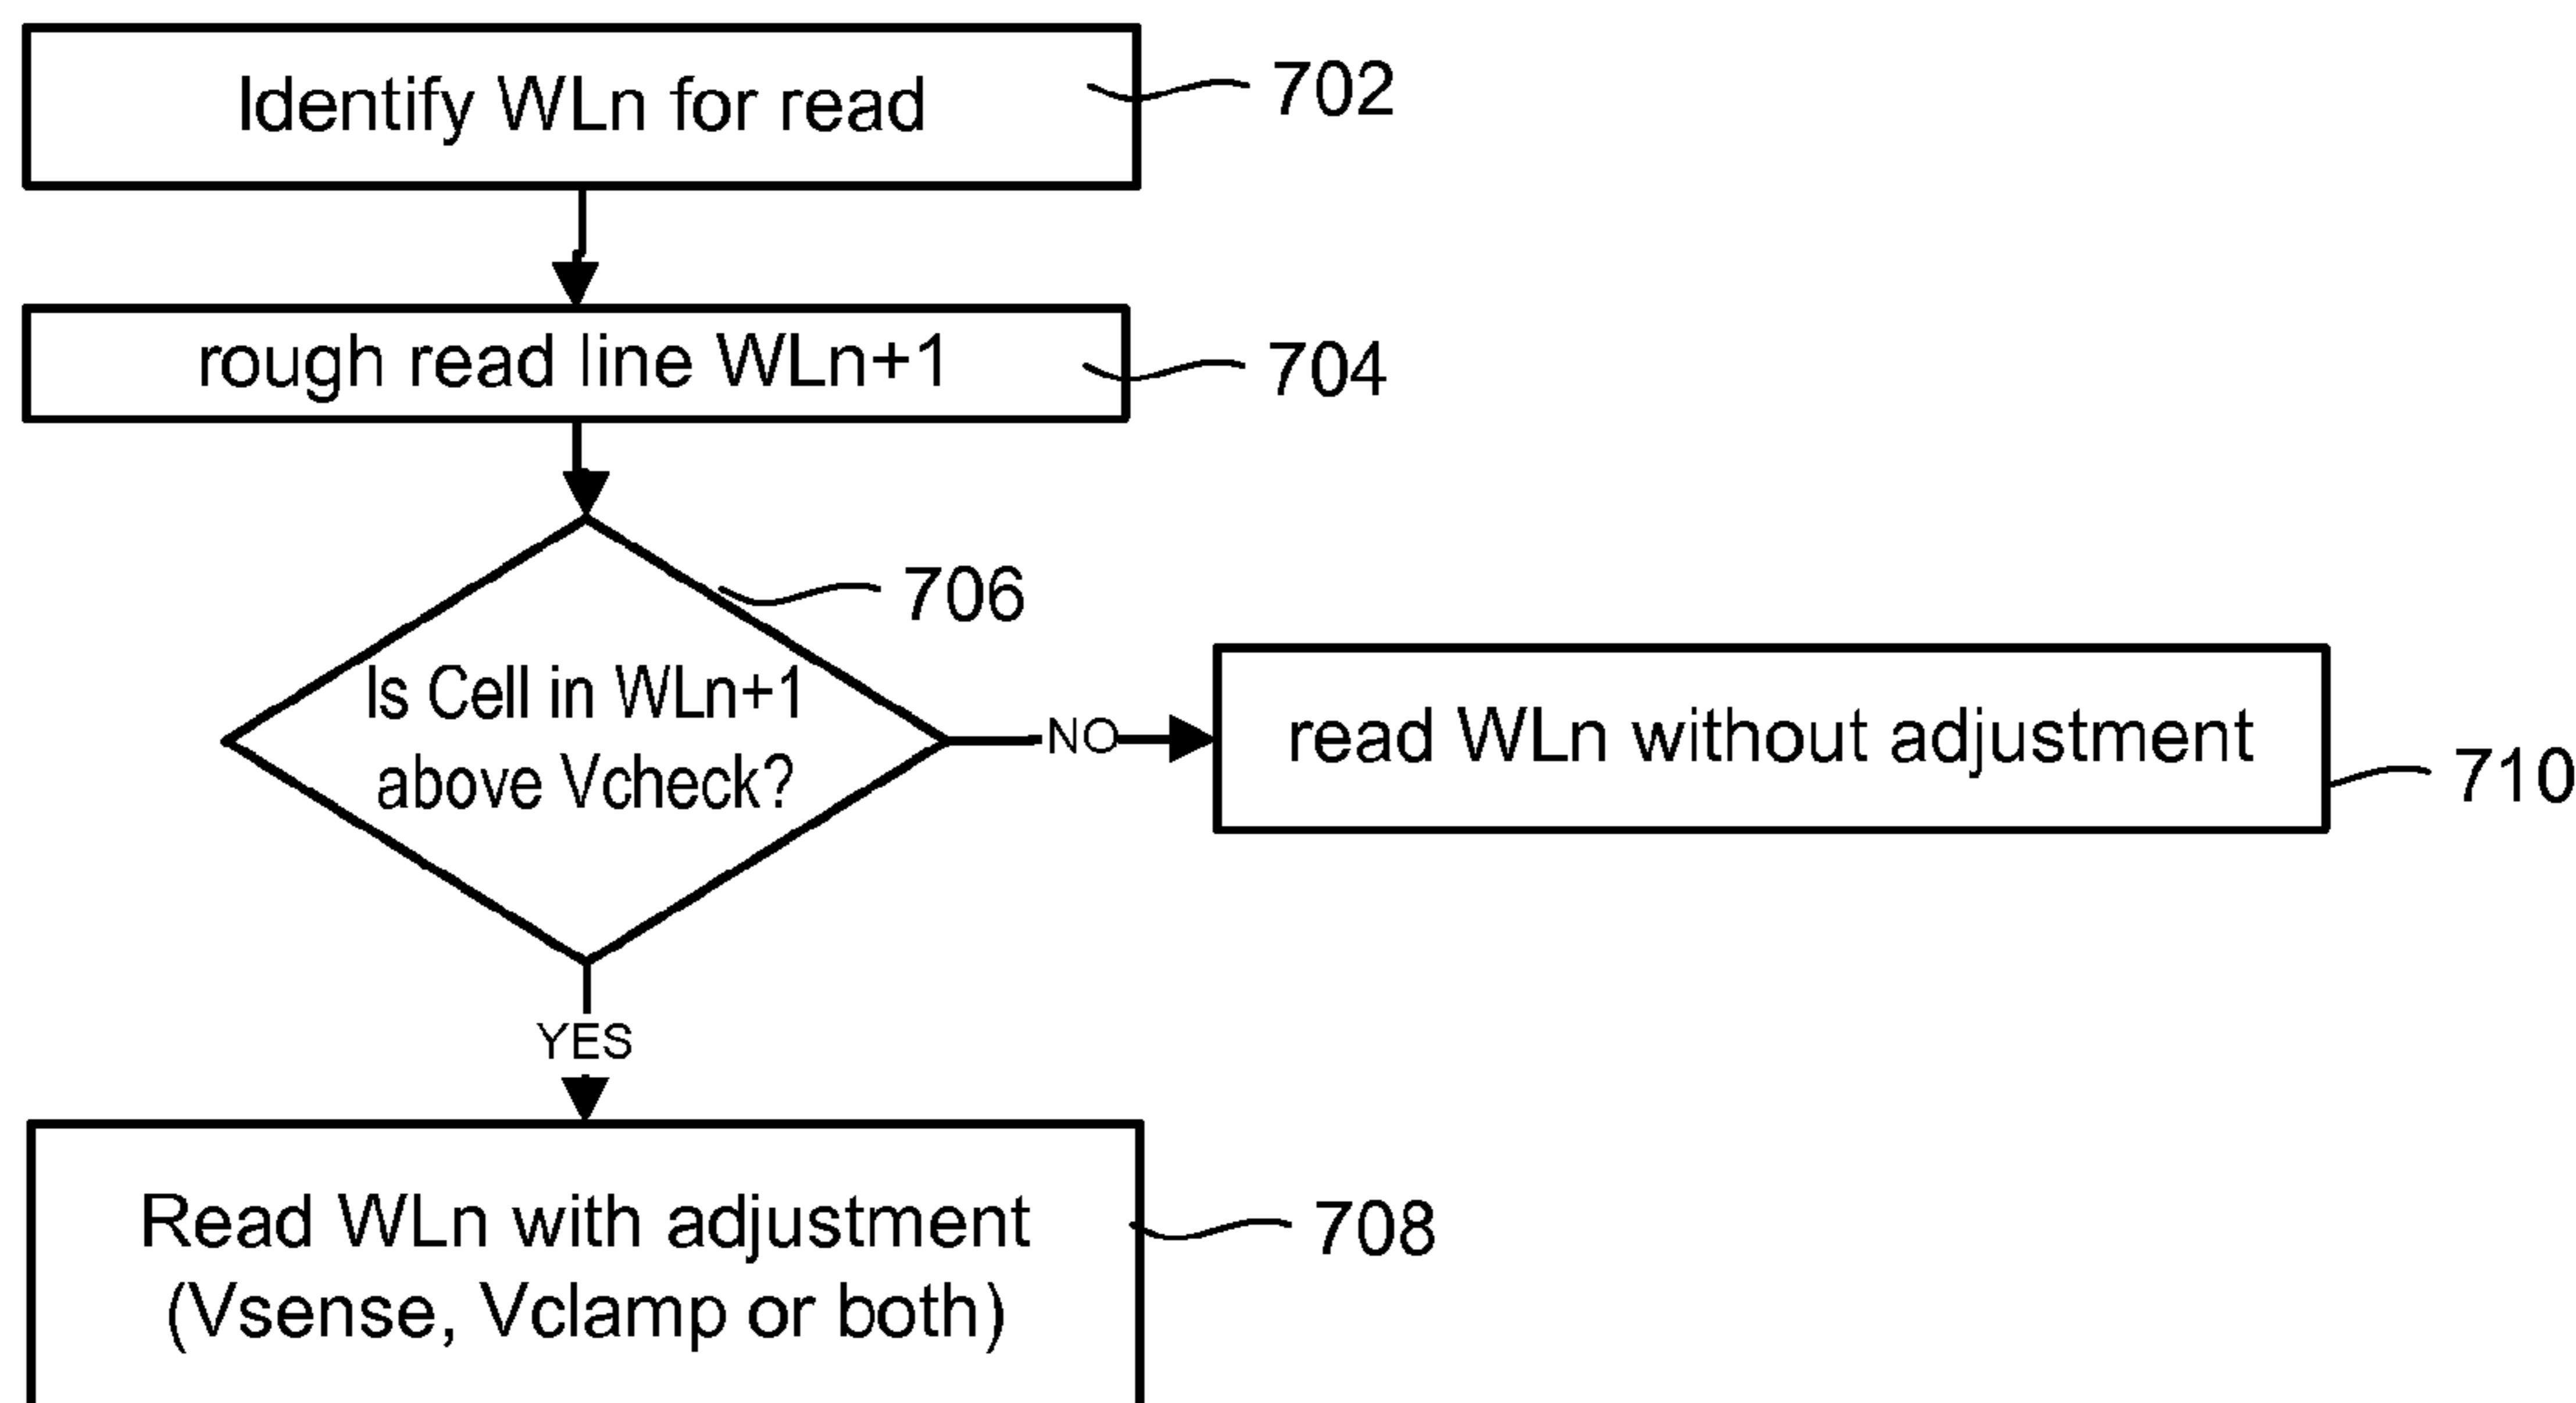 Identify WLn for read
702
rough read line WLn+1
704
706
Is Cell in WLn+1
above Vcheck?
NO
read WLn without adjustment
710
YES
Read WLn with adjustment
(Vsense, Vclamp or both)
708